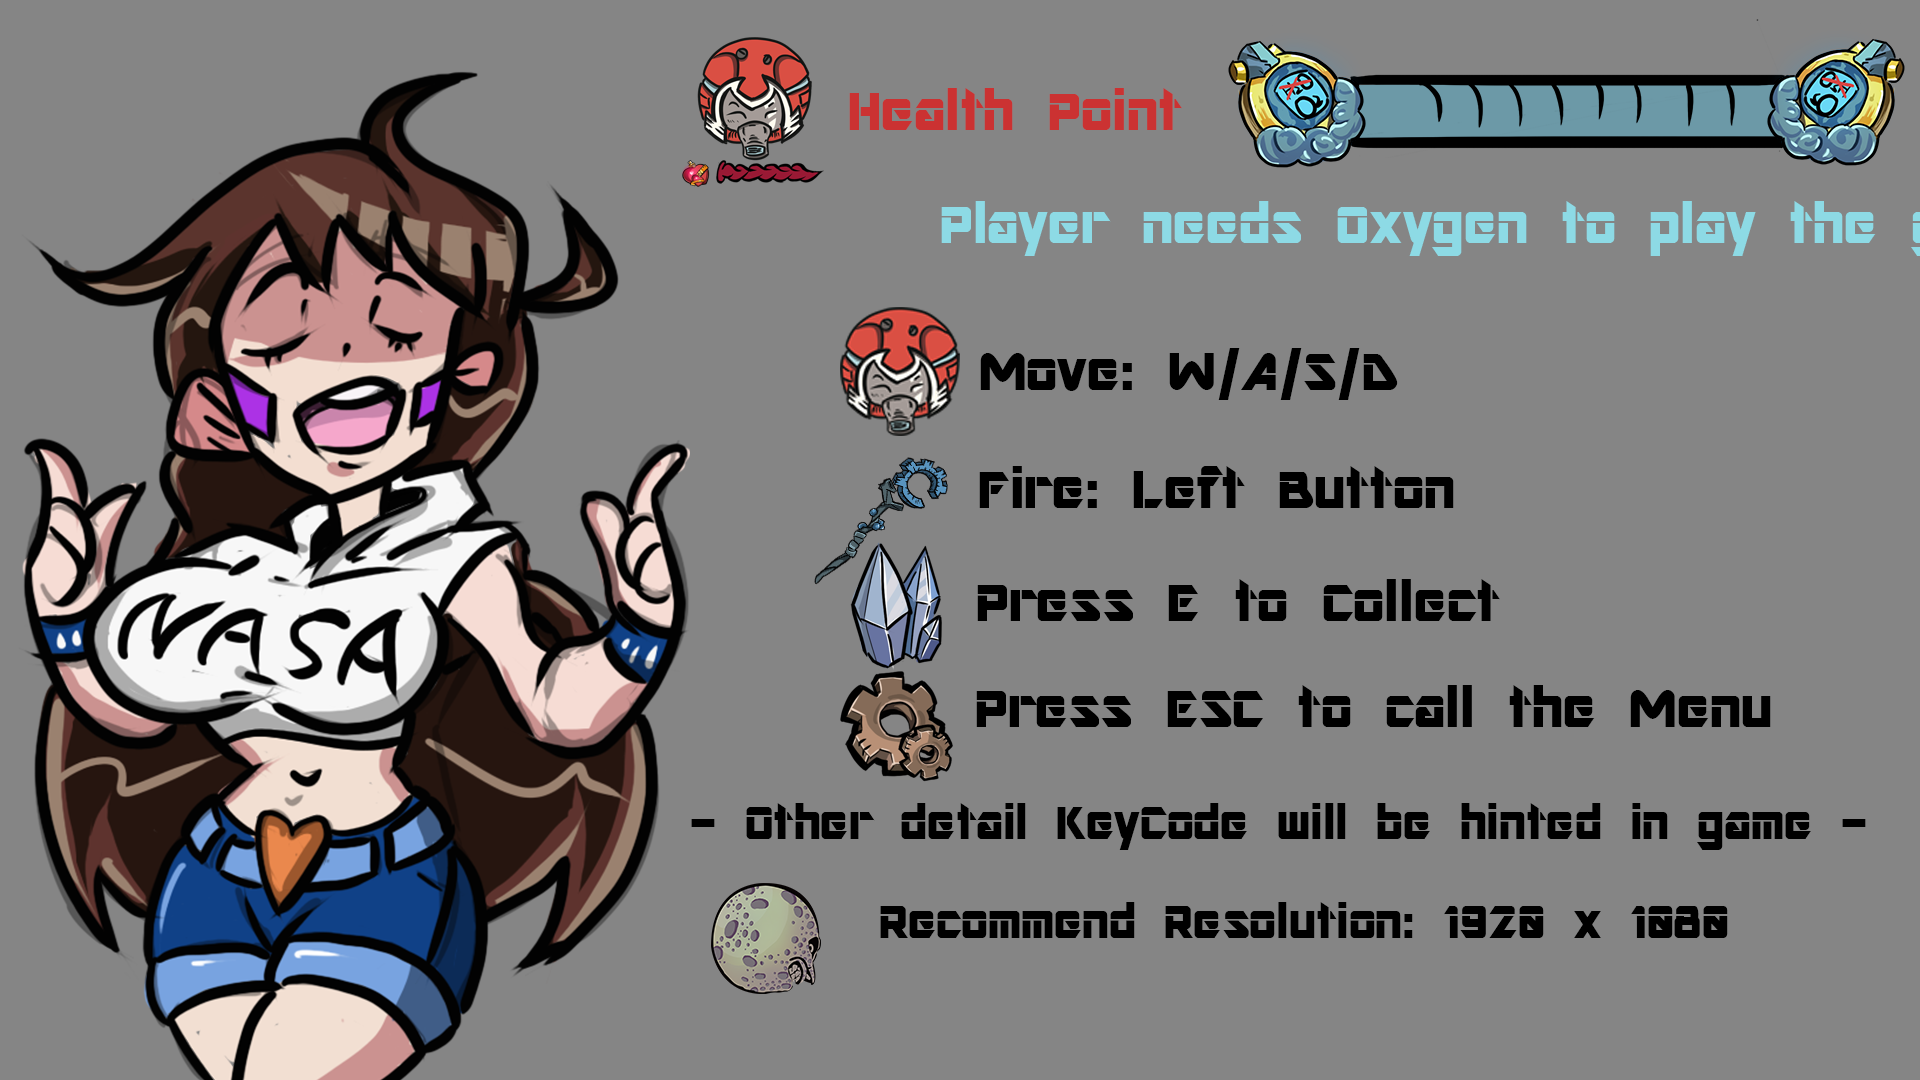 Health Point
Player needs Oxygen to play the
Move: W/A/S/D
Fire: Left Button
NASA
Press E to Collect
Press ESC to call the Menu
- Other detail KeyCode will be hinted in game -
Recommend Resolution: 1920 x 1080